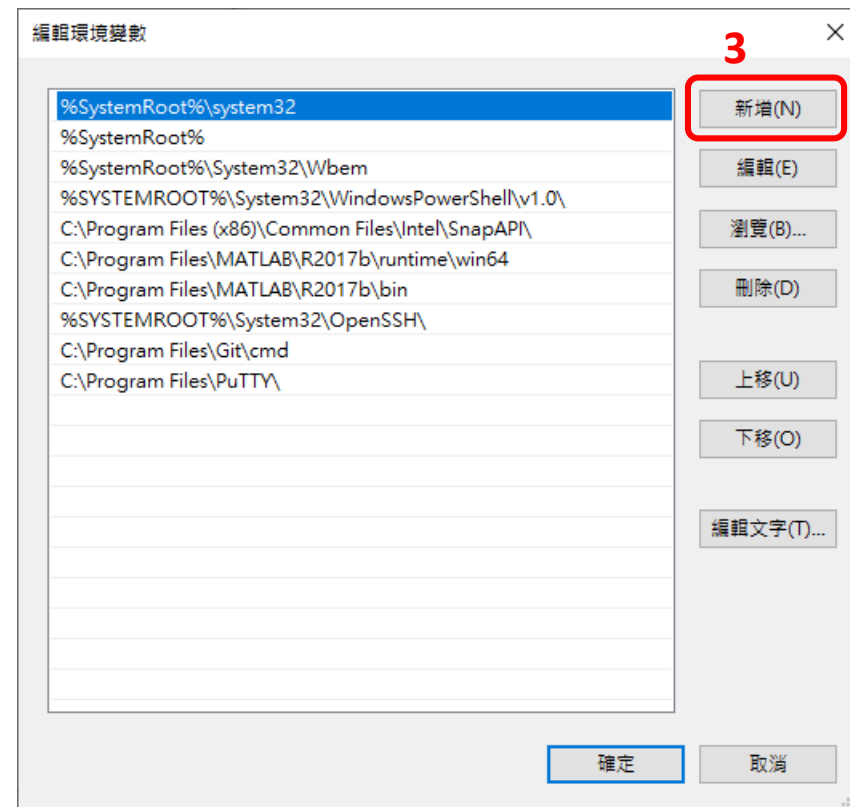 編輯環境變數
3
%SystemRoot%\system32
%SystemRoot%
%SystemRoot%\System32\Wbem
%SYSTEMROOT%\System32\WindowsPowerShell\v1.0\
C:\Program Files (x86)\Common Files\Intel\SnapAPI\
C:\Program Files\MATLAB\R2017b\runtime\win64
C:\Program Files\MATLAB\R2017b\bin
%SYSTEMROOT%\System32\OpenSSH\
C:\Program Files\Git\cmd
C:\Program Files\PuTTY\
新增(N)
編輯(E)
瀏覽(B)...
刪除(D)
上移(U)
下移(O)
編輯文字(T)...
確定
取消